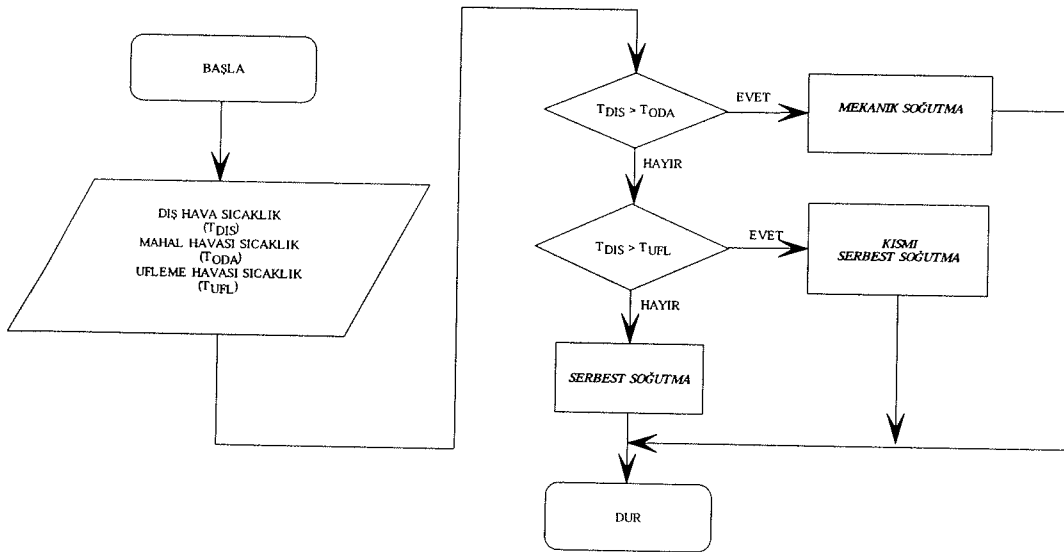 BAŞLA
DIŞ HAVA SICAKLIK
(TDIS)
MAHAL HAVASI SICAKLIK
(TODA)
UFLEME HAVASI SICAKLIK
(TUFL)
TDIS > TODA
EVET
MEKANIK SOĞUTMA
HAYIR
TDIS > TUFL
EVET
KISMI
SERBEST SOĞUTMA
HAYIR
SERBEST SOĞUTMA
DUR